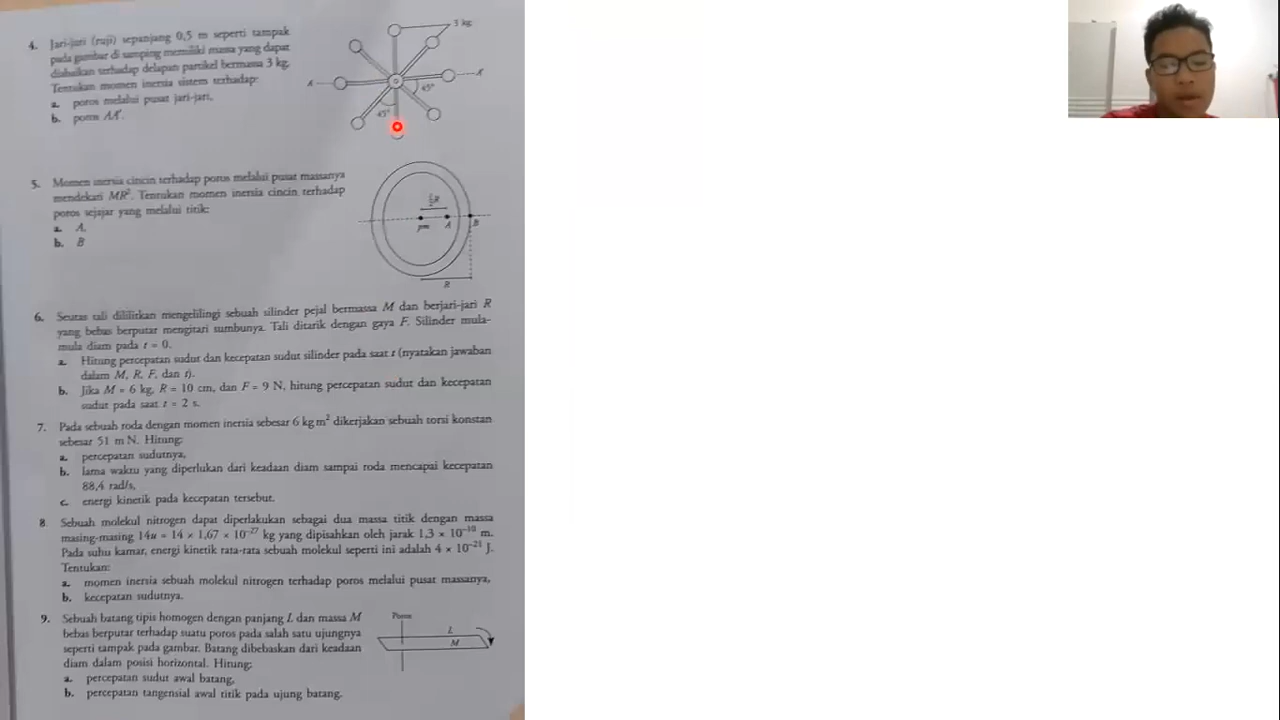 4. Jari-jari (ruji) sepanjang 0,5 m seperti tampak
pada gambar di samping memiliki massa yang dapat
diabaikan terhadap delapan partikel bermassa 3 kg.
Tentukan momen inersia sistem terhadap:
a. poros melalui pusat jari-jari,
b. poros AA'.
3 kg
A
A'
45°
45°
5. Momen inersia cincin terhadap poros melalui pusat massanya
mendekati MR². Tentukan momen inersia cincin terhadap
poros sejajar yang melalui titik:
a. A,
b. B
R
pm A B
R
6. Seutas tali dililitkan mengelilingi sebuah silinder pejal bermassa M dan berjari-jari R
yang bebas berputar mengitari sumbunya. Tali ditarik dengan gaya F. Silinder mula-
mula diam pada t = 0.
a. Hitung percepatan sudut dan kecepatan sudut silinder pada saat t (nyatakan jawaban
dalam M, R, F, dan t).
b. Jika M = 6 kg, R = 10 cm, dan F = 9 N, hitung percepatan sudut dan kecepatan
sudut pada saat t = 2 s.
7. Pada sebuah roda dengan momen inersia sebesar 6 kg m² dikerjakan sebuah torsi konstan
sebesar 51 m N. Hitung:
a. percepatan sudutnya,
b. lama waktu yang diperlukan dari keadaan diam sampai roda mencapai kecepatan
88,4 rad/s,
c. energi kinetik pada kecepatan tersebut.
8. Sebuah molekul nitrogen dapat diperlakukan sebagai dua massa titik dengan massa
masing-masing 14u = 14 × 1,67 × 10⁻²⁷ kg yang dipisahkan oleh jarak 1,3 × 10⁻¹⁰ m.
Pada suhu kamar, energi kinetik rata-rata sebuah molekul seperti ini adalah 4 × 10⁻²¹ J.
Tentukan:
a. momen inersia sebuah molekul nitrogen terhadap poros melalui pusat massanya,
b. kecepatan sudutnya.
9. Sebuah batang tipis homogen dengan panjang L dan massa M
bebas berputar terhadap suatu poros pada salah satu ujungnya
seperti tampak pada gambar. Batang dibebaskan dari keadaan
diam dalam posisi horizontal. Hitung:
a. percepatan sudut awal batang,
b. percepatan tangensial awal titik pada ujung batang.
Poros
L
M